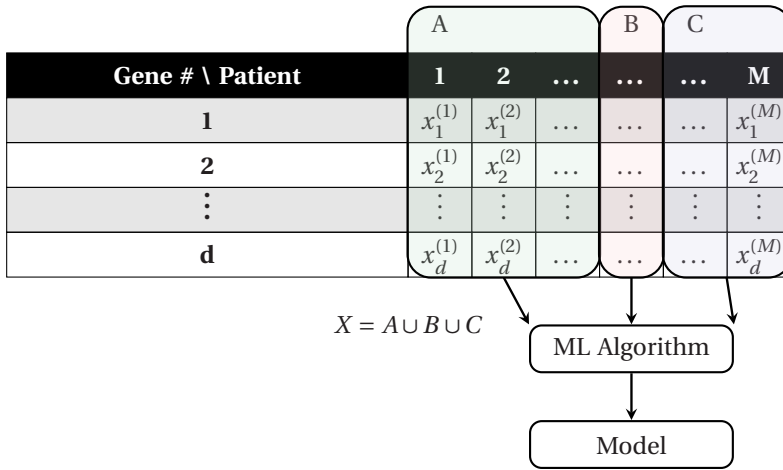 A B C
Gene # \ Patient 1 2 ... ... ... M
1 x_1^{(1)} x_1^{(2)} ... ... ... x_1^{(M)}
2 x_2^{(1)} x_2^{(2)} ... ... ... x_2^{(M)}
⋮ ⋮ ⋮ ⋮ ⋮ ⋮ ⋮
d x_d^{(1)} x_d^{(2)} ... ... ... x_d^{(M)}
X = A ∪ B ∪ C
ML Algorithm
Model